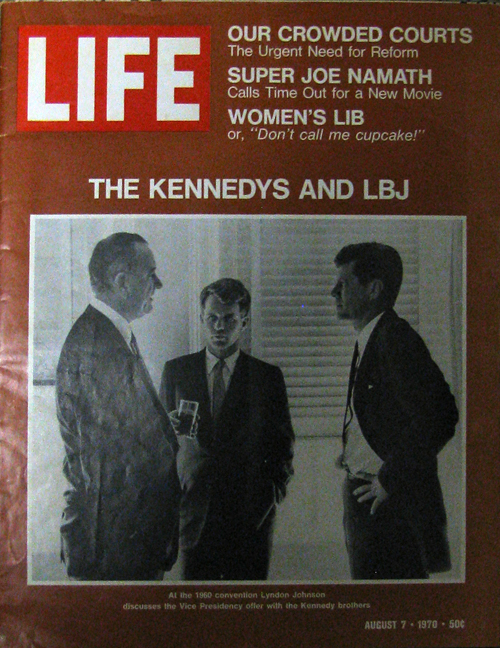 LIFE
OUR CROWDED COURTS
The Urgent Need for Reform
SUPER JOE NAMATH
Calls Time Out for a New Movie
WOMEN'S LIB
or, "Don't call me cupcake!"
THE KENNEDYS AND LBJ
At the 1960 convention Lyndon Johnson
discusses the Vice Presidency offer with the Kennedy brothers
AUGUST 7 · 1970 · 50¢